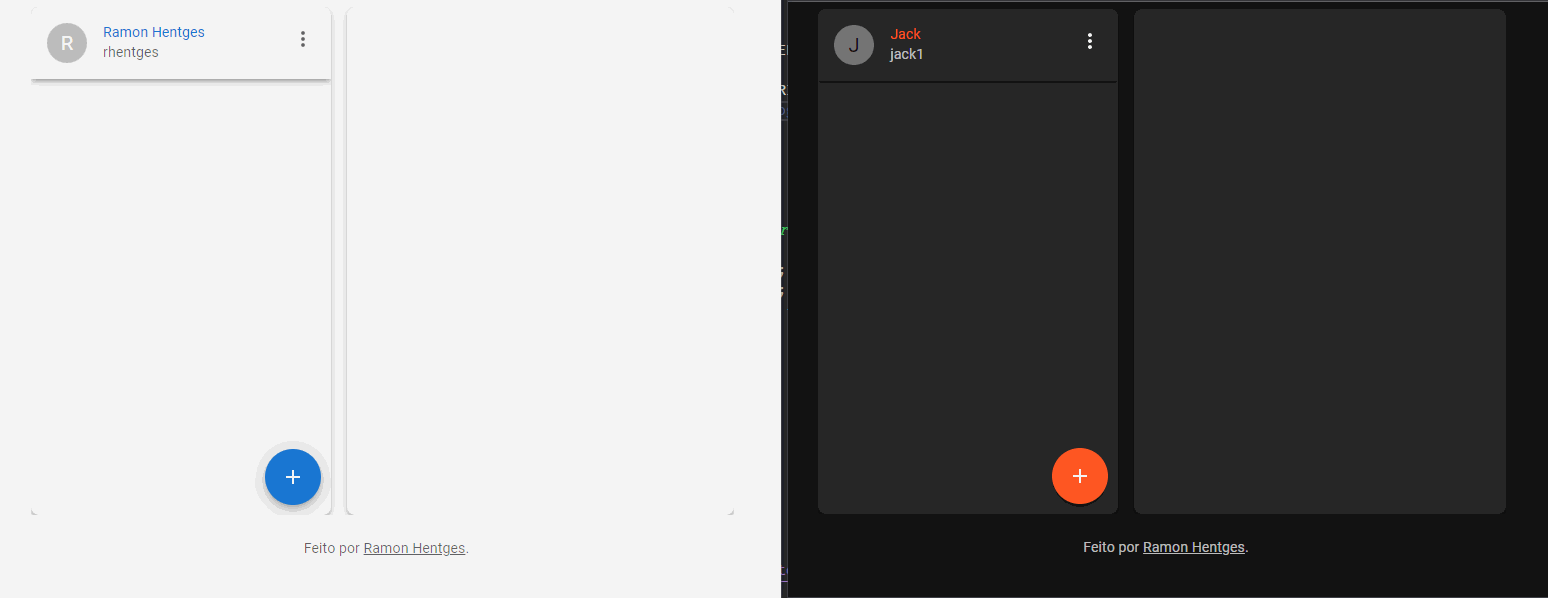 R
Ramon Hentges
rhentges
+
Feito por Ramon Hentges.
J
Jack
jack1
+
Feito por Ramon Hentges.